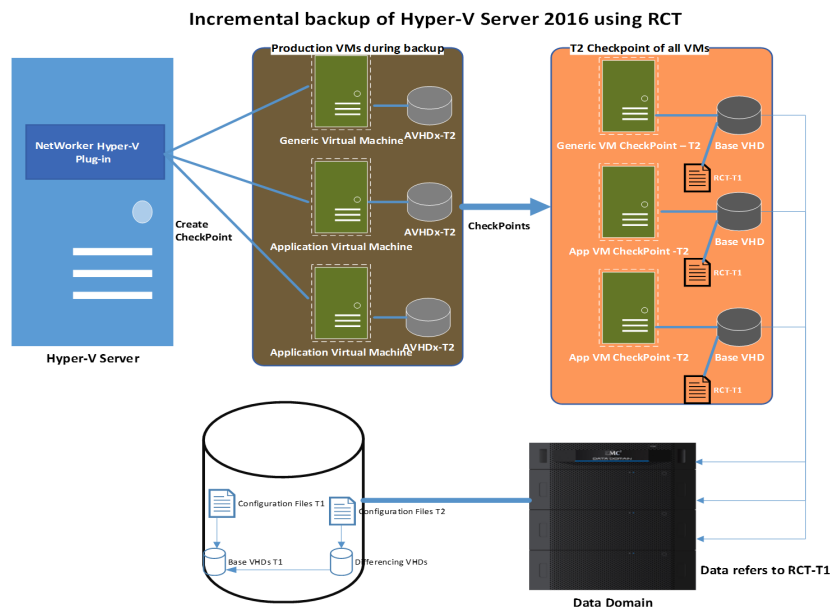 Incremental backup of Hyper-V Server 2016 using RCT
Production VMs during backup
T2 Checkpoint of all VMs
NetWorker Hyper-V
Plug-in
Create
CheckPoint
Hyper-V Server
Generic Virtual Machine
AVHDx-T2
Application Virtual Machine
AVHDx-T2
Application Virtual Machine
AVHDx-T2
CheckPoints
Generic VM CheckPoint – T2
Base VHD
RCT-T1
App VM CheckPoint -T2
Base VHD
RCT-T1
App VM CheckPoint -T2
Base VHD
RCT-T1
Configuration Files T1
Configuration Files T2
Base VHDs T1
Differencing VHDs
EMC²
DATA DOMAIN
Data Domain
Data refers to RCT-T1